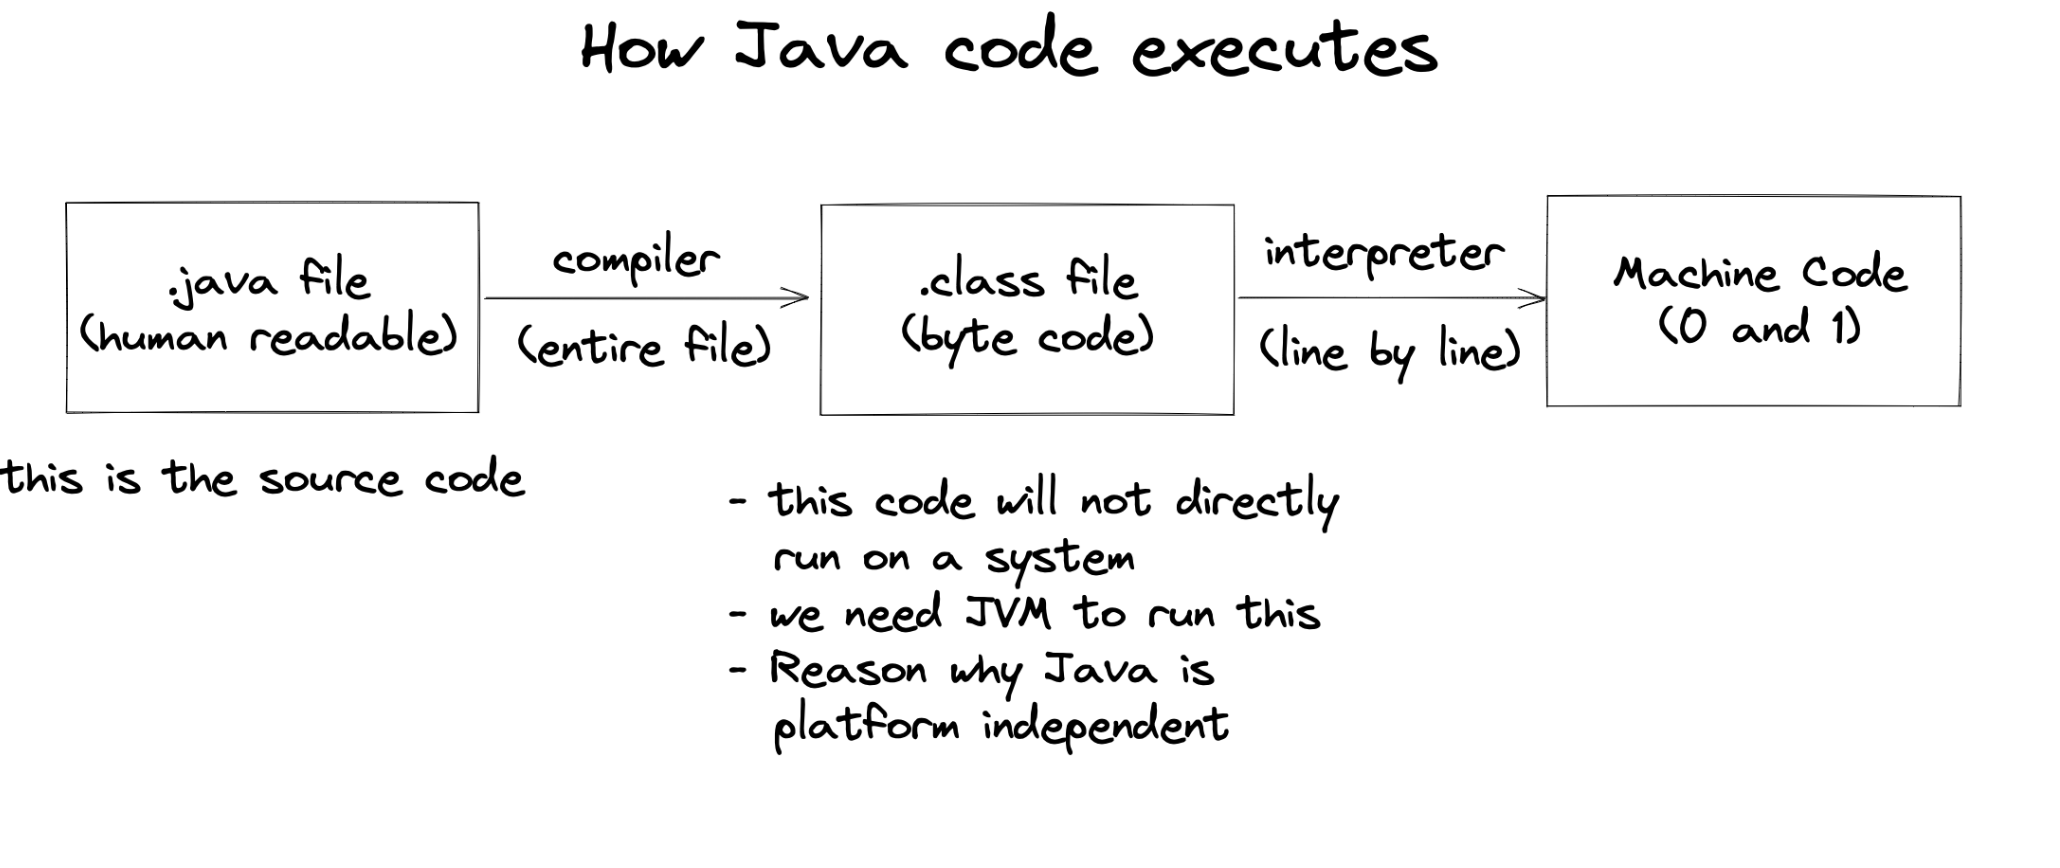 How Java code executes
.java file
(human readable)
compiler
(entire file)
.class file
(byte code)
interpreter
(line by line)
Machine Code
(0 and 1)
this is the source code
- this code will not directly
run on a system
- we need JVM to run this
- Reason why Java is
platform independent